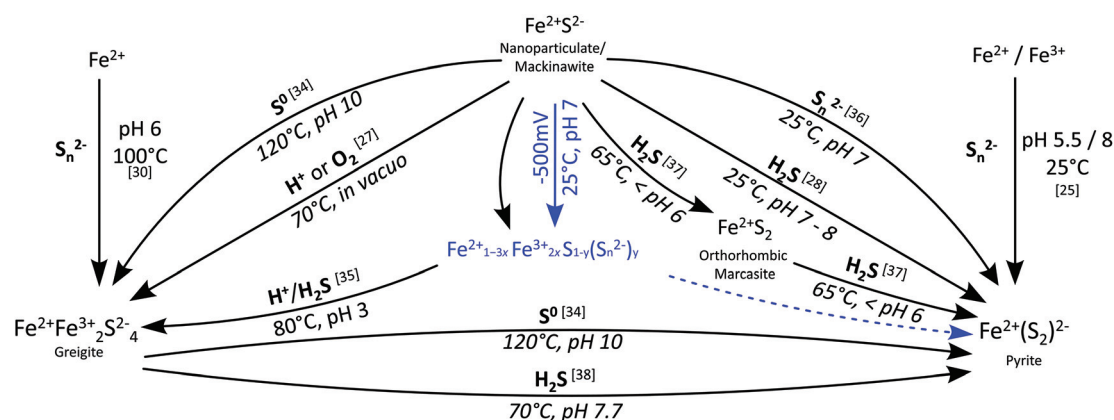 Fe²⁺S²⁻
Nanoparticulate/
Mackinawite
Fe²⁺
Fe²⁺ / Fe³⁺
Sₙ²⁻
pH 6
100°C
[30]
S⁰ [34]
120°C, pH 10
H⁺ or O₂ [27]
70°C, in vacuo
-500mV
25°C, pH 7
H₂S [37]
65°C, < pH 6
H₂S [28]
25°C, pH 7 - 8
Sₙ²⁻ [36]
25°C, pH 7
Sₙ²⁻
pH 5.5 / 8
25°C
[25]
Fe²⁺S₂
Orthorhombic
Marcasite
Fe²⁺₁₋₃ₓFe³⁺₂ₓS₁₋y(Sₙ²⁻)y
H₂S [37]
65°C, < pH 6
H⁺/H₂S [35]
80°C, pH 3
Fe²⁺Fe³⁺₂S²⁻₄
Greigite
S⁰ [34]
120°C, pH 10
Fe²⁺(S₂)²⁻
Pyrite
H₂S [38]
70°C, pH 7.7